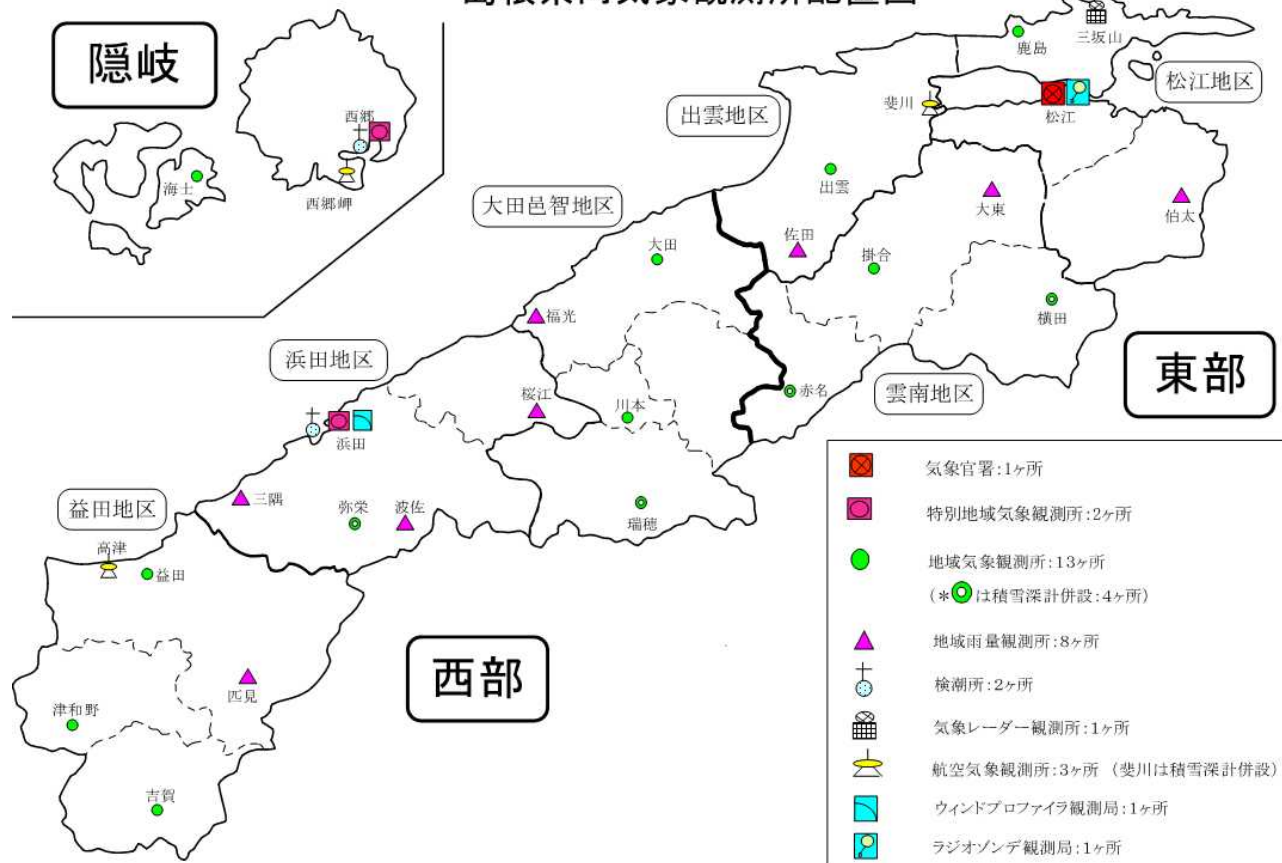 隠岐
西郷
西郷岬
海士
鹿島
三坂山
松江地区
斐川
松江
出雲地区
出雲
大東
伯太
大田邑智地区
佐田
掛合
大田
横田
福光
東部
浜田地区
赤名
雲南地区
桜江
川本
浜田
三隅
弥栄
波佐
瑞穂
益田地区
高津
益田
西部
匹見
津和野
吉賀
気象官署:1ヶ所
特別地域気象観測所:2ヶ所
地域気象観測所:13ヶ所
(*は積雪深計併設:4ヶ所)
地域雨量観測所:8ヶ所
検潮所:2ヶ所
気象レーダー観測所:1ヶ所
航空気象観測所:3ヶ所 (斐川は積雪深計併設)
ウィンドプロファイラ観測局:1ヶ所
ラジオゾンデ観測局:1ヶ所